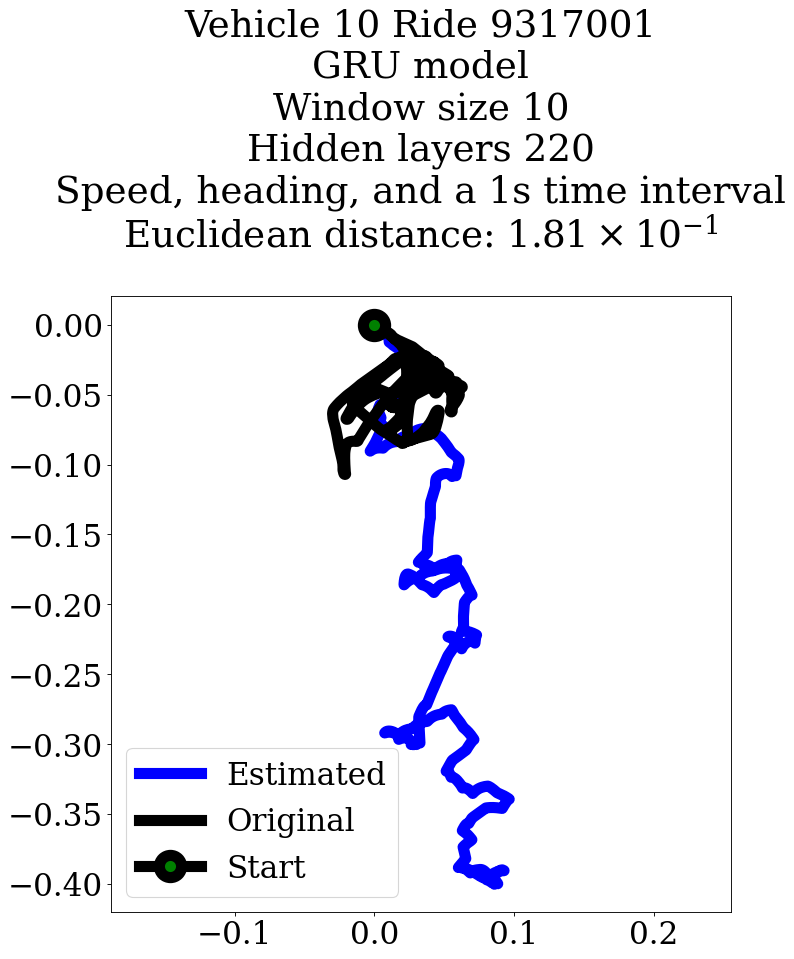 Vehicle 10 Ride 9317001
GRU model
Window size 10
Hidden layers 220
Speed, heading, and a 1s time interval
Euclidean distance: 1.81 × 10⁻¹
0.00
−0.05
−0.10
−0.15
−0.20
−0.25
−0.30
−0.35
−0.40
Estimated
Original
Start
−0.1 0.0 0.1 0.2